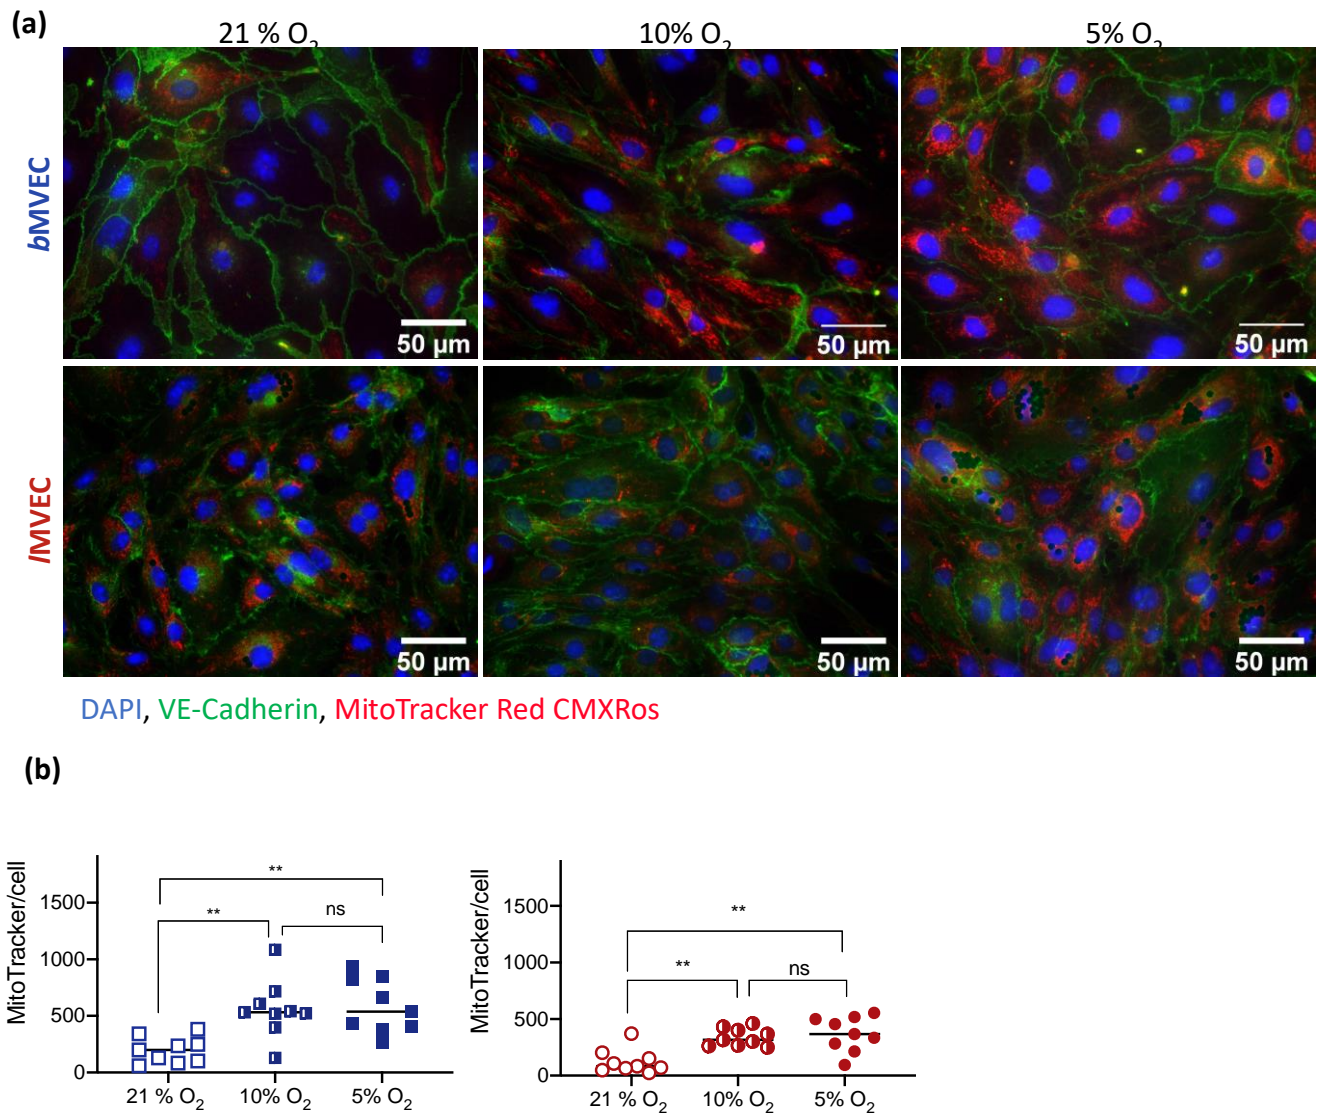 (a)
21 % O2 10% O2 5% O2
bMVEC
50 µm 50 µm 50 µm
lMVEC
50 µm 50 µm 50 µm
DAPI, VE-Cadherin, MitoTracker Red CMXRos
(b)
MitoTracker/cell
1500
1000
500
0
**
**
ns
21 % O2 10% O2 5% O2
MitoTracker/cell
1500
1000
500
0
**
**
ns
21 % O2 10% O2 5% O2